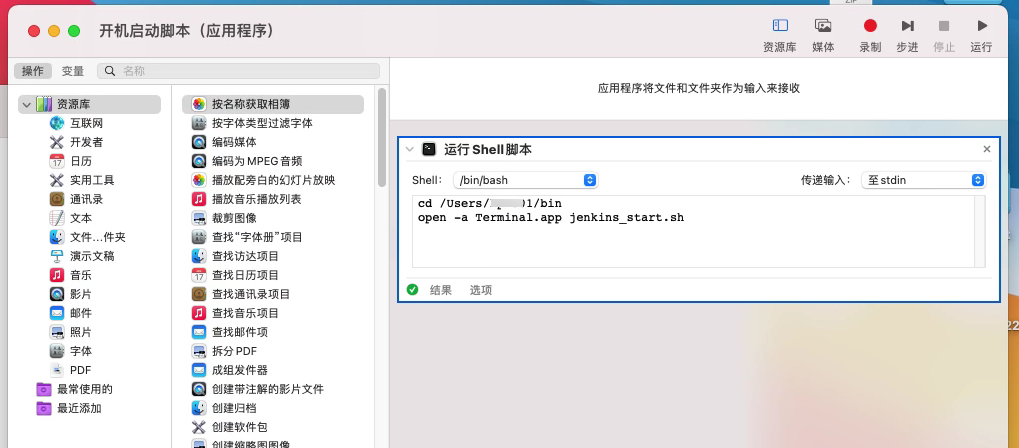 ZIP
开机启动脚本（应用程序）
资源库
媒体
录制
步进
停止
运行
操作
变量
名称
资源库
互联网
开发者
日历
实用工具
通讯录
文本
文件…件夹
演示文稿
音乐
影片
邮件
照片
字体
PDF
最常使用的
最近添加
按名称获取相簿
按字体类型过滤字体
编码媒体
编码为 MPEG 音频
播放配旁白的幻灯片放映
播放音乐播放列表
裁剪图像
查找“字体册”项目
查找访达项目
查找日历项目
查找通讯录项目
查找音乐项目
查找邮件项
拆分 PDF
成组发件器
创建带注解的影片文件
创建归档
创建软件包
创建缩略图图像
应用程序将文件和文件夹作为输入来接收
运行 Shell 脚本
Shell： /bin/bash
传递输入： 至 stdin
cd /Users/ 1/bin
open -a Terminal.app jenkins_start.sh
结果
选项
22